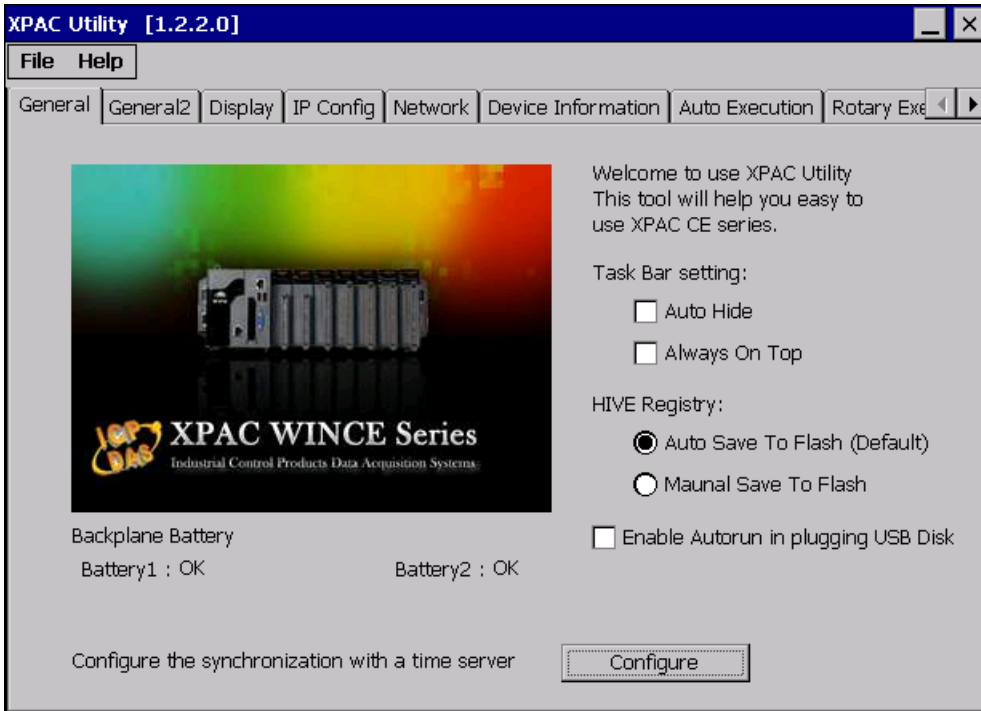 XPAC Utility [1.2.2.0]
File Help
General General2 Display IP Config Network Device Information Auto Execution Rotary Exe
Welcome to use XPAC Utility
This tool will help you easy to
use XPAC CE series.
Task Bar setting:
Auto Hide
Always On Top
HIVE Registry:
Auto Save To Flash (Default)
Maunal Save To Flash
Enable Autorun in plugging USB Disk
ICP DAS
XPAC WINCE Series
Industrial Control Products Data Acquisition Systems
Backplane Battery
Battery1 : OK Battery2 : OK
Configure the synchronization with a time server Configure